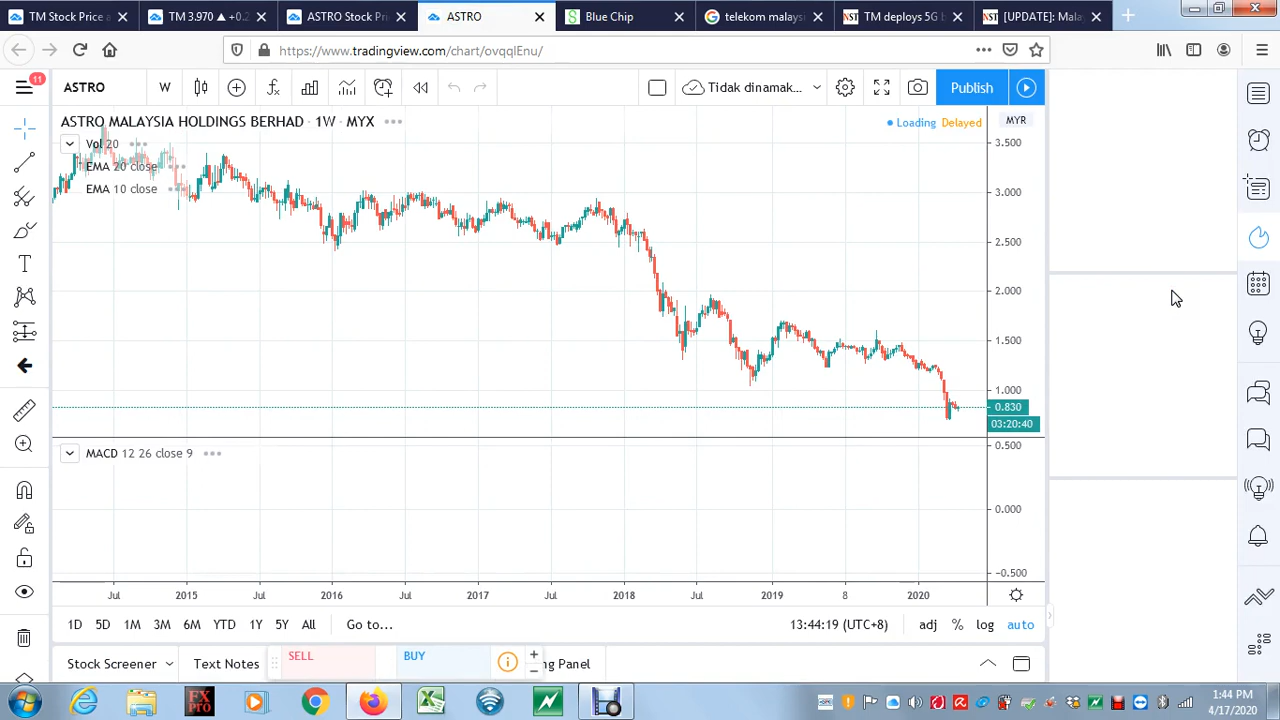 TM Stock Price a
TM 3.970 ▲ +0.2
ASTRO Stock Pri
ASTRO
Blue Chip
telekom malaysi
TM deploys 5G b
[UPDATE]: Mala
https://www.tradingview.com/chart/ovqqlEnu/
11
ASTRO
W
Tidak dinamak...
Publish
ASTRO MALAYSIA HOLDINGS BERHAD · 1W · MYX
Loading
Delayed
MYR
Vol 20
EMA 20 close
EMA 10 close
3.500
3.000
2.500
2.000
1.500
1.000
0.830
03:20:40
MACD 12 26 close 9
0.500
0.000
−0.500
Jul
2015
Jul
2016
Jul
2017
Jul
2018
2019
8
2020
1D
5D
1M
3M
6M
YTD
1Y
5Y
All
Go to...
13:44:19 (UTC+8)
adj
%
log
auto
Stock Screener
Text Notes
SELL
BUY
ng Panel
FX
PRO
1:44 PM
4/17/2020